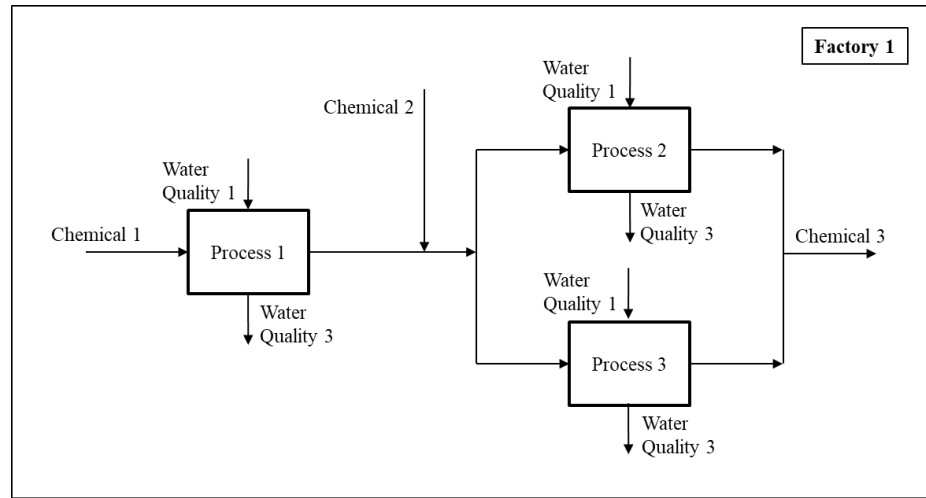 Factory 1
Water
Quality 1
Chemical 2
Process 2
Water
Quality 1
Water
Quality 3
Chemical 1
Process 1
Chemical 3
Water
Quality 1
Water
Quality 3
Process 3
Water
Quality 3